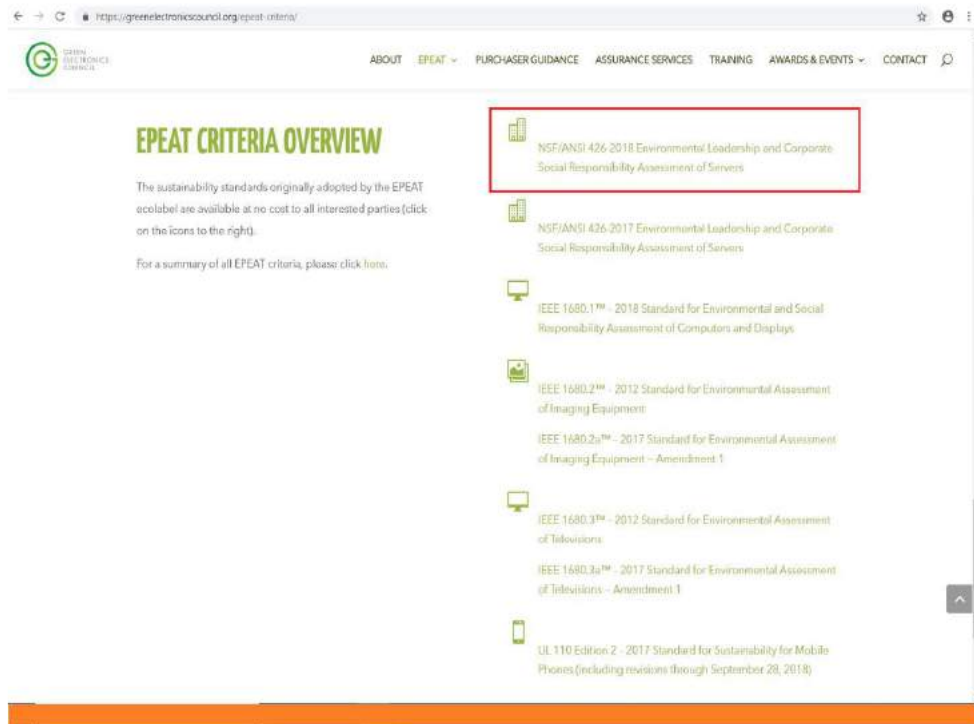 https://greenelectronicscouncil.org/epeat-criteria/
GREEN
ELECTRONICS
COUNCIL
ABOUT EPEAT PURCHASER GUIDANCE ASSURANCE SERVICES TRAINING AWARDS & EVENTS CONTACT
EPEAT CRITERIA OVERVIEW
The sustainability standards originally adopted by the EPEAT
ecolabel are available at no cost to all interested parties (click
on the icons to the right).
For a summary of all EPEAT criteria, please click here.
NSF/ANSI 426-2018 Environmental Leadership and Corporate
Social Responsibility Assessment of Servers
NSF/ANSI 426-2017 Environmental Leadership and Corporate
Social Responsibility Assessment of Servers
IEEE 1680.1™ - 2018 Standard for Environmental and Social
Responsibility Assessment of Computers and Displays
IEEE 1680.2™ - 2012 Standard for Environmental Assessment
of Imaging Equipment
IEEE 1680.2a™ - 2017 Standard for Environmental Assessment
of Imaging Equipment – Amendment 1
IEEE 1680.3™ - 2012 Standard for Environmental Assessment
of Televisions
IEEE 1680.3a™ - 2017 Standard for Environmental Assessment
of Televisions – Amendment 1
UL 110 Edition 2 - 2017 Standard for Sustainability for Mobile
Phones (including revisions through September 28, 2018)